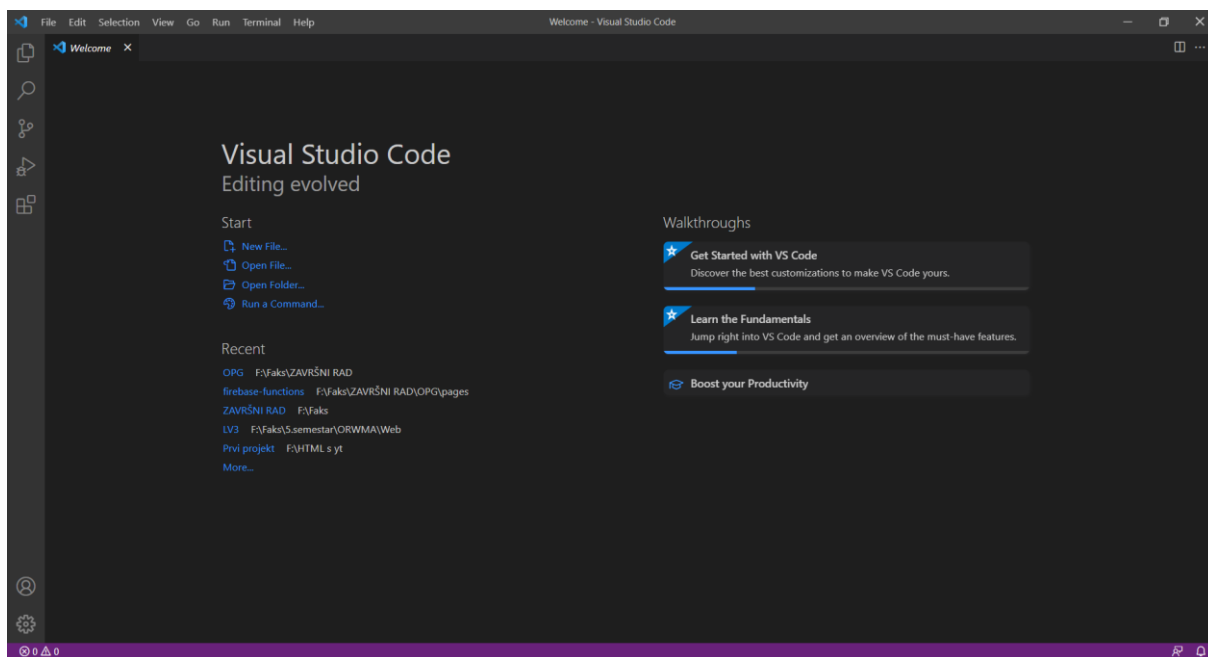 File Edit Selection View Go Run Terminal Help
Welcome - Visual Studio Code
Welcome
Visual Studio Code
Editing evolved
Start
New File...
Open File...
Open Folder...
Run a Command...
Recent
OPG F:\Faks\ZAVRŠNI RAD
firebase-functions F:\Faks\ZAVRŠNI RAD\OPG\pages
ZAVRŠNI RAD F:\Faks
LV3 F:\Faks\5.semestar\ORWMA\Web
Prvi projekt F:\HTML s yt
More...
Walkthroughs
Get Started with VS Code
Discover the best customizations to make VS Code yours.
Learn the Fundamentals
Jump right into VS Code and get an overview of the must-have features.
Boost your Productivity
0 0